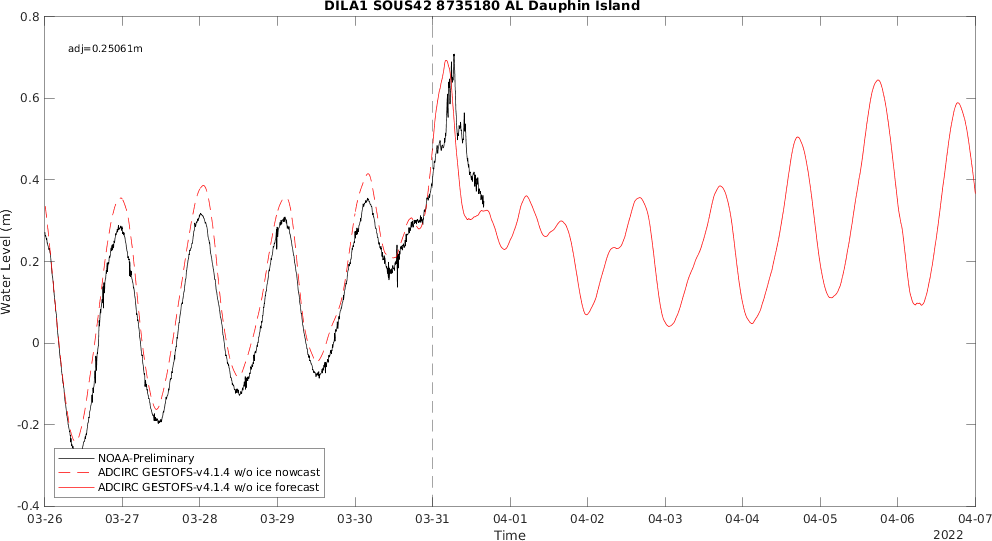 DILA1 SOUS42 8735180 AL Dauphin Island
adj=0.25061m
Water Level (m)
0.8
0.6
0.4
0.2
0
-0.2
-0.4
NOAA-Preliminary
ADCIRC GESTOFS-v4.1.4 w/o ice nowcast
ADCIRC GESTOFS-v4.1.4 w/o ice forecast
03-26 03-27 03-28 03-29 03-30 03-31 04-01 04-02 04-03 04-04 04-05 04-06 04-07
Time
2022